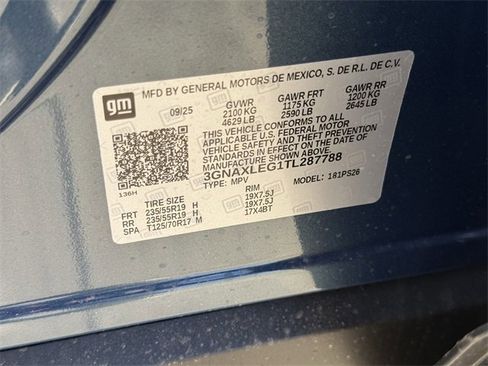 gm
MFD BY GENERAL MOTORS DE MEXICO, S. DE R.L. DE C.V.
09/25 GVWR GAWR FRT GAWR RR
2100 KG 1175 KG 1200 KG
4629 LB 2590 LB 2645 LB
THIS VEHICLE CONFORMS TO ALL
APPLICABLE U.S. FEDERAL MOTOR
VEHICLE SAFETY, BUMPER, AND THEFT
PREVENTION STANDARDS IN EFFECT ON THE DATE OF
MANUFACTURE SHOWN ABOVE.
3GNAXLEG1TL287788
TYPE: MPV MODEL: 181PS26
136H
TIRE SIZE RIM
FRT 235/55R19 H 19X7.5J
RR 235/55R19 H 19X7.5J
SPA T125/70R17 M 17X4BT